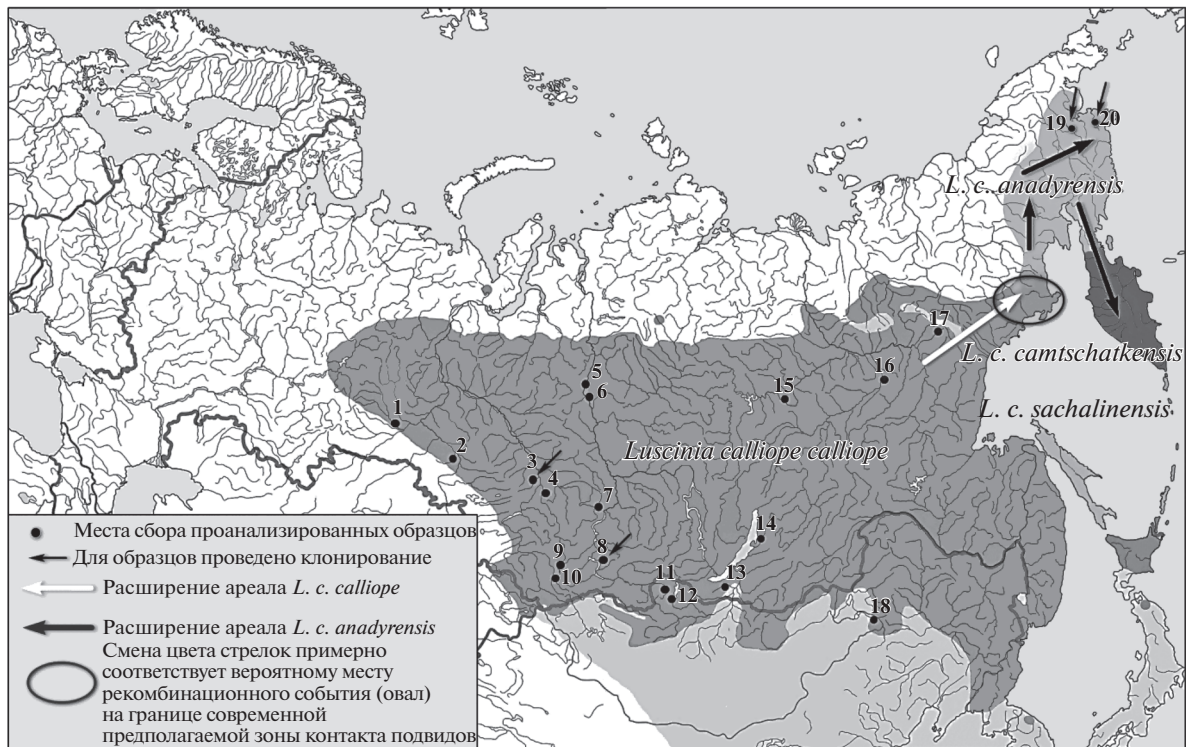 19
20
L. c. anadyrensis
17
L. c. camtschatkensis
16
5
15
6
L. c. sachalinensis
1
Luscinia calliope calliope
2
3
4
7
14
9
8
10
11
13
12
18
Места сбора проанализированных образцов
Для образцов проведено клонирование
Расширение ареала L. c. calliope
Расширение ареала L. c. anadyrensis
Смена цвета стрелок примерно
соответствует вероятному месту
рекомбинационного события (овал)
на границе современной
предполагаемой зоны контакта подвидов